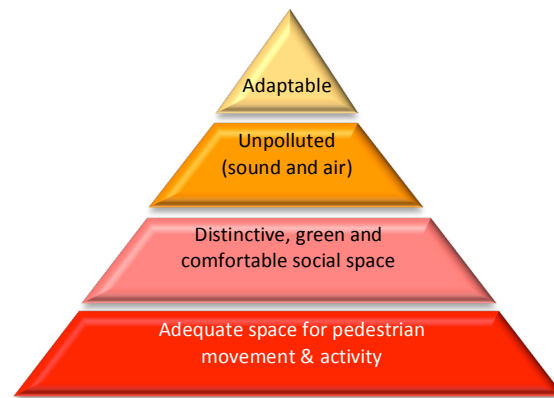 Adaptable
Unpolluted
(sound and air)
Distinctive, green and
comfortable social space
Adequate space for pedestrian
movement & activity